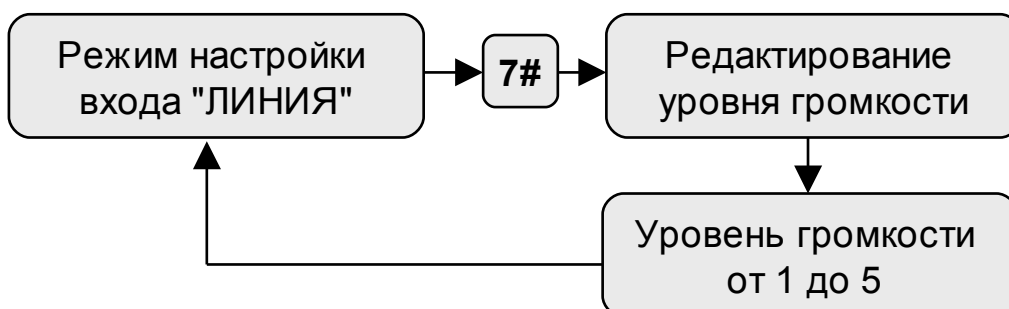 Режим настройки
входа "ЛИНИЯ"
7#
Редактирование
уровня громкости
Уровень громкости
от 1 до 5